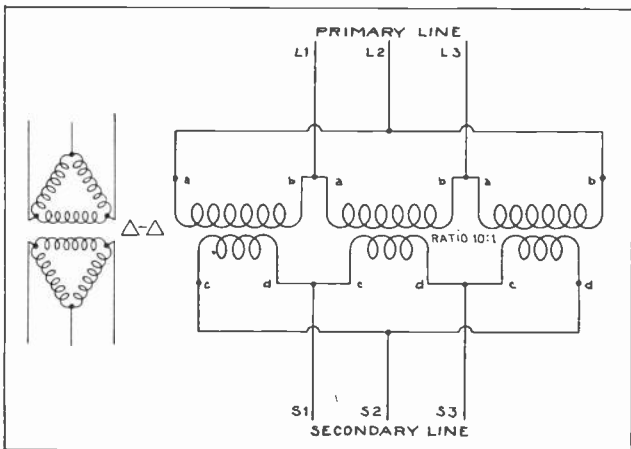 PRIMARY LINE
L1 L2 L3
a b a b a b
△-△
RATIO 10:1
c d c d c d
S1 S2 S3
SECONDARY LINE